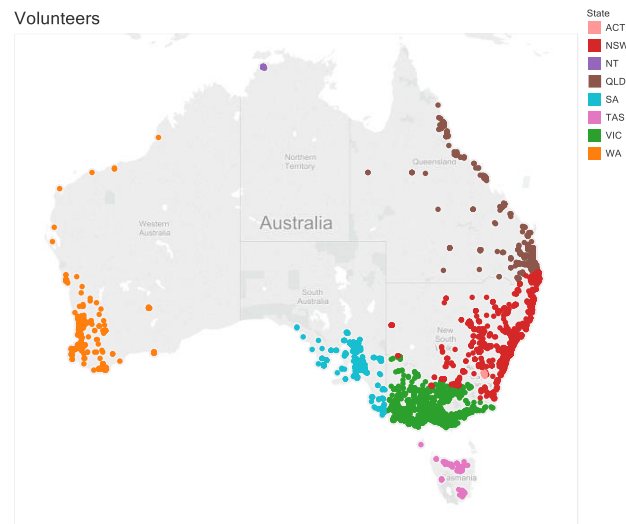 Volunteers
State
ACT
NSW
NT
QLD
SA
TAS
VIC
WA
Northern
Territory
Queensland
Western
Australia
Australia
South
Australia
New
South
asmania